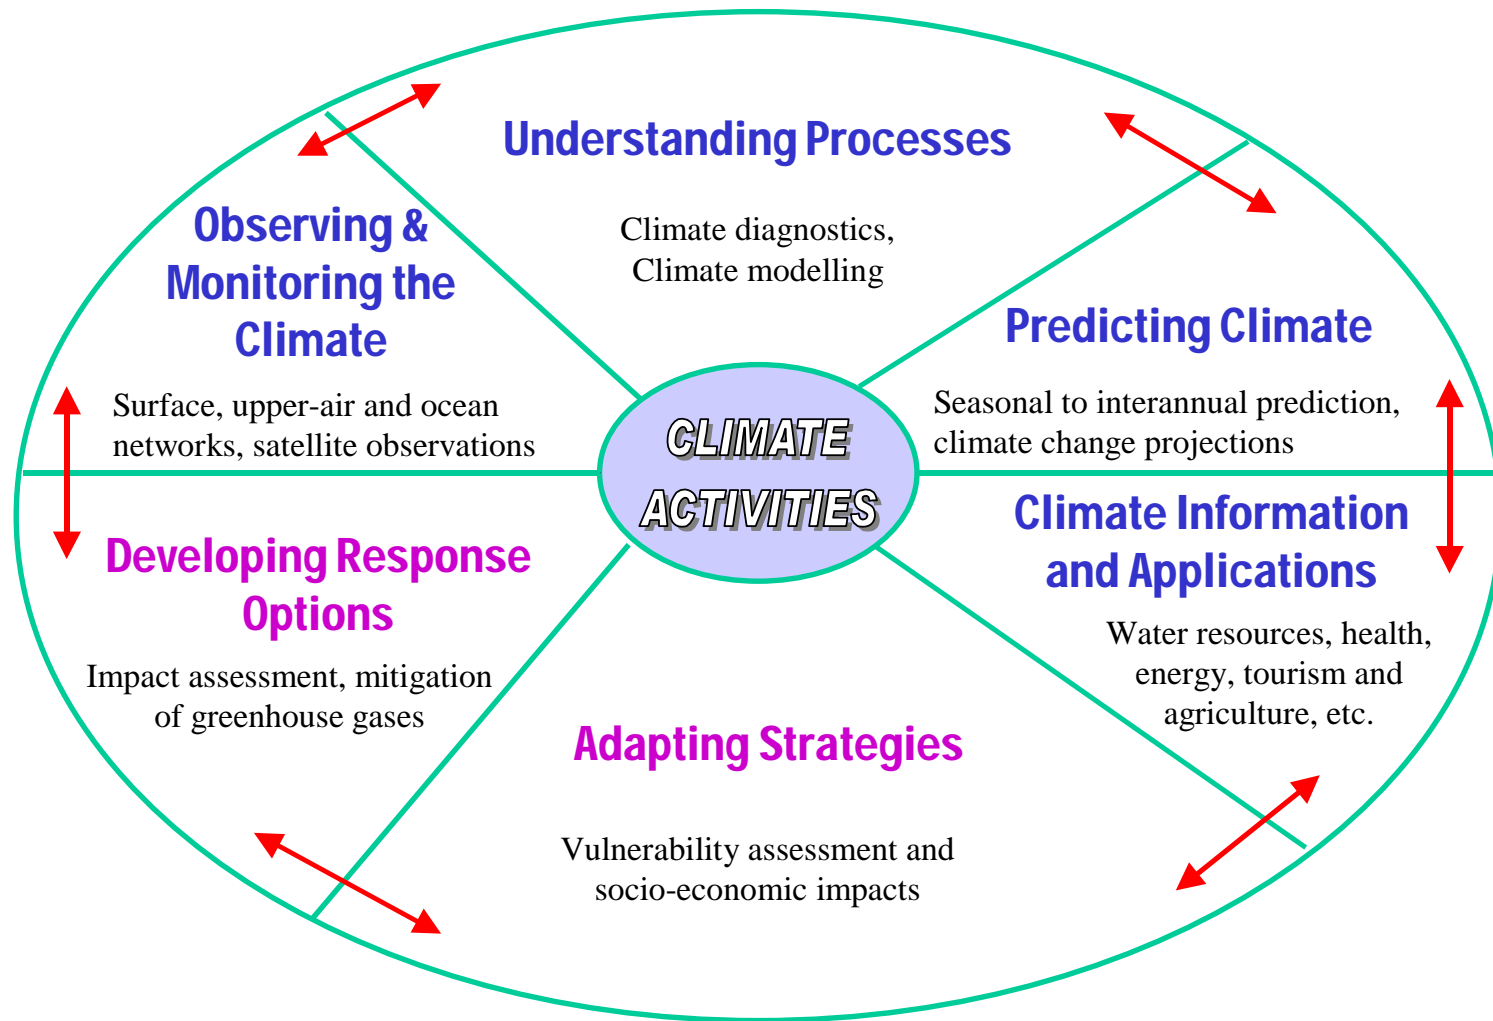 Understanding Processes
Climate diagnostics,
Climate modelling
Observing &
Monitoring the
Climate
Surface, upper-air and ocean
networks, satellite observations
Predicting Climate
Seasonal to interannual prediction,
climate change projections
CLIMATE
ACTIVITIES
Developing Response
Options
Impact assessment, mitigation
of greenhouse gases
Climate Information
and Applications
Water resources, health,
energy, tourism and
agriculture, etc.
Adapting Strategies
Vulnerability assessment and
socio-economic impacts